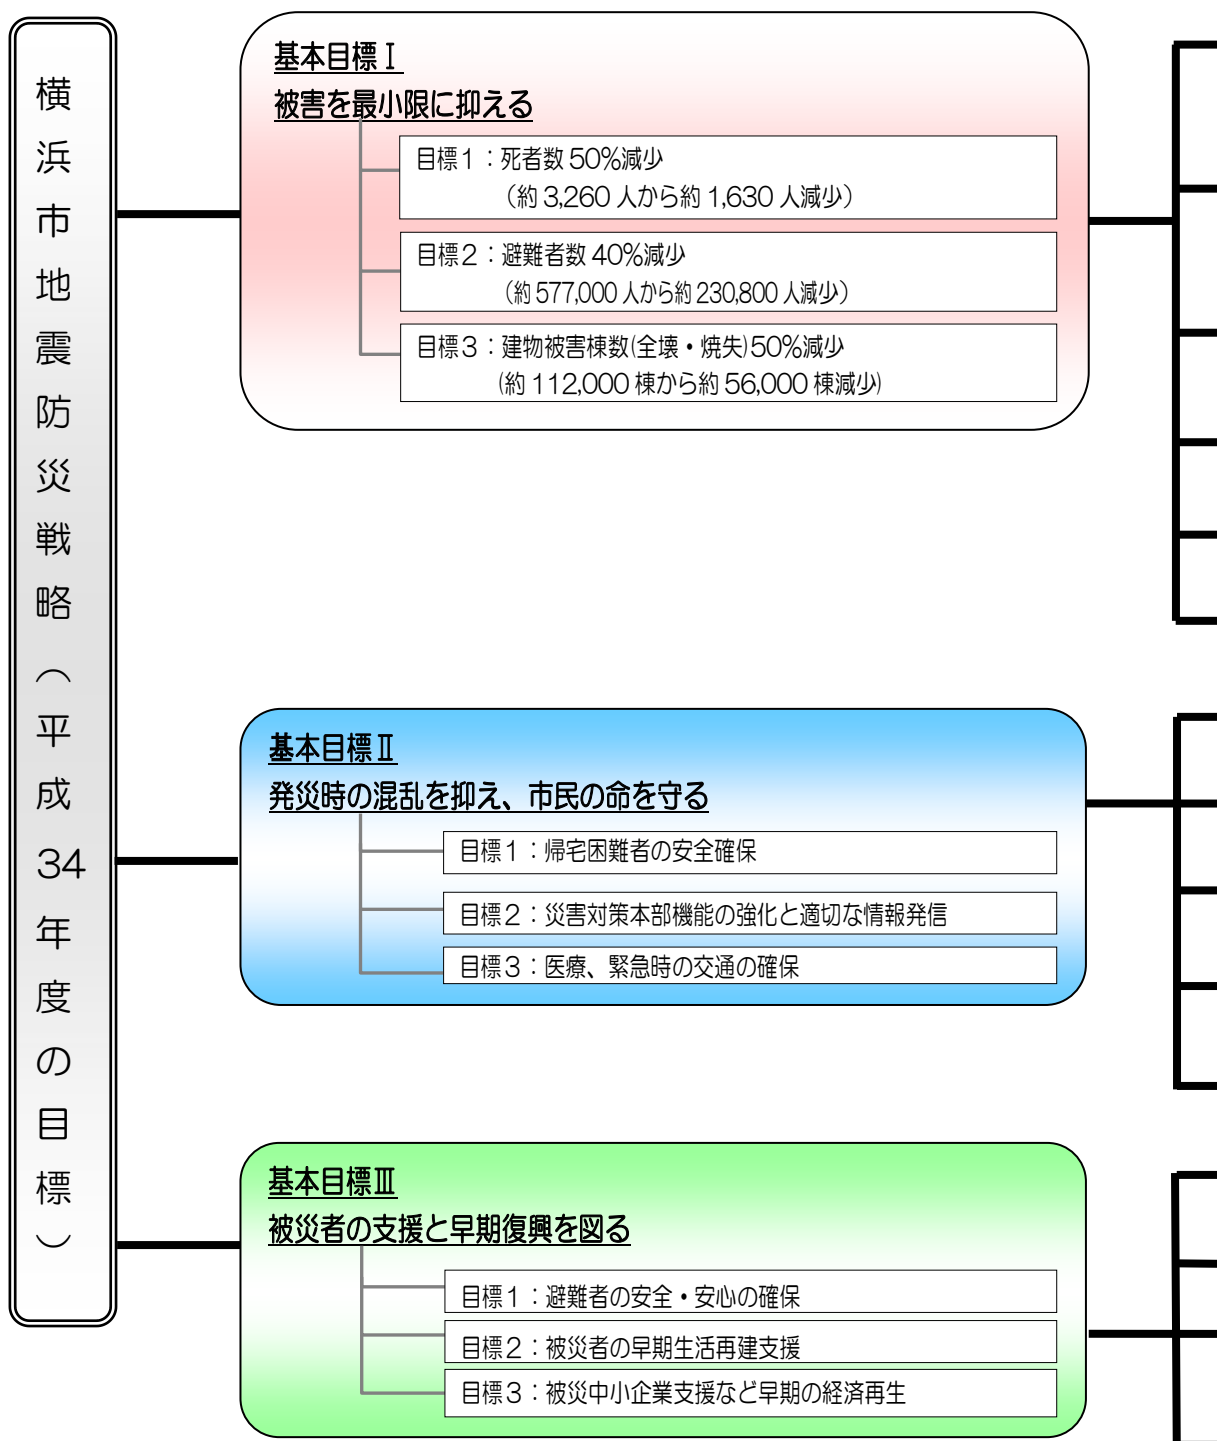 横浜市地震防災戦略（平成34年度の目標）
基本目標Ⅰ
被害を最小限に抑える
目標１：死者数50%減少
（約3,260人から約1,630人減少）
目標２：避難者数40%減少
（約577,000人から約230,800人減少）
目標３：建物被害棟数(全壊・焼失)50%減少
(約112,000棟から約56,000棟減少)
基本目標Ⅱ
発災時の混乱を抑え、市民の命を守る
目標１：帰宅困難者の安全確保
目標２：災害対策本部機能の強化と適切な情報発信
目標３：医療、緊急時の交通の確保
基本目標Ⅲ
被災者の支援と早期復興を図る
目標１：避難者の安全・安心の確保
目標２：被災者の早期生活再建支援
目標３：被災中小企業支援など早期の経済再生